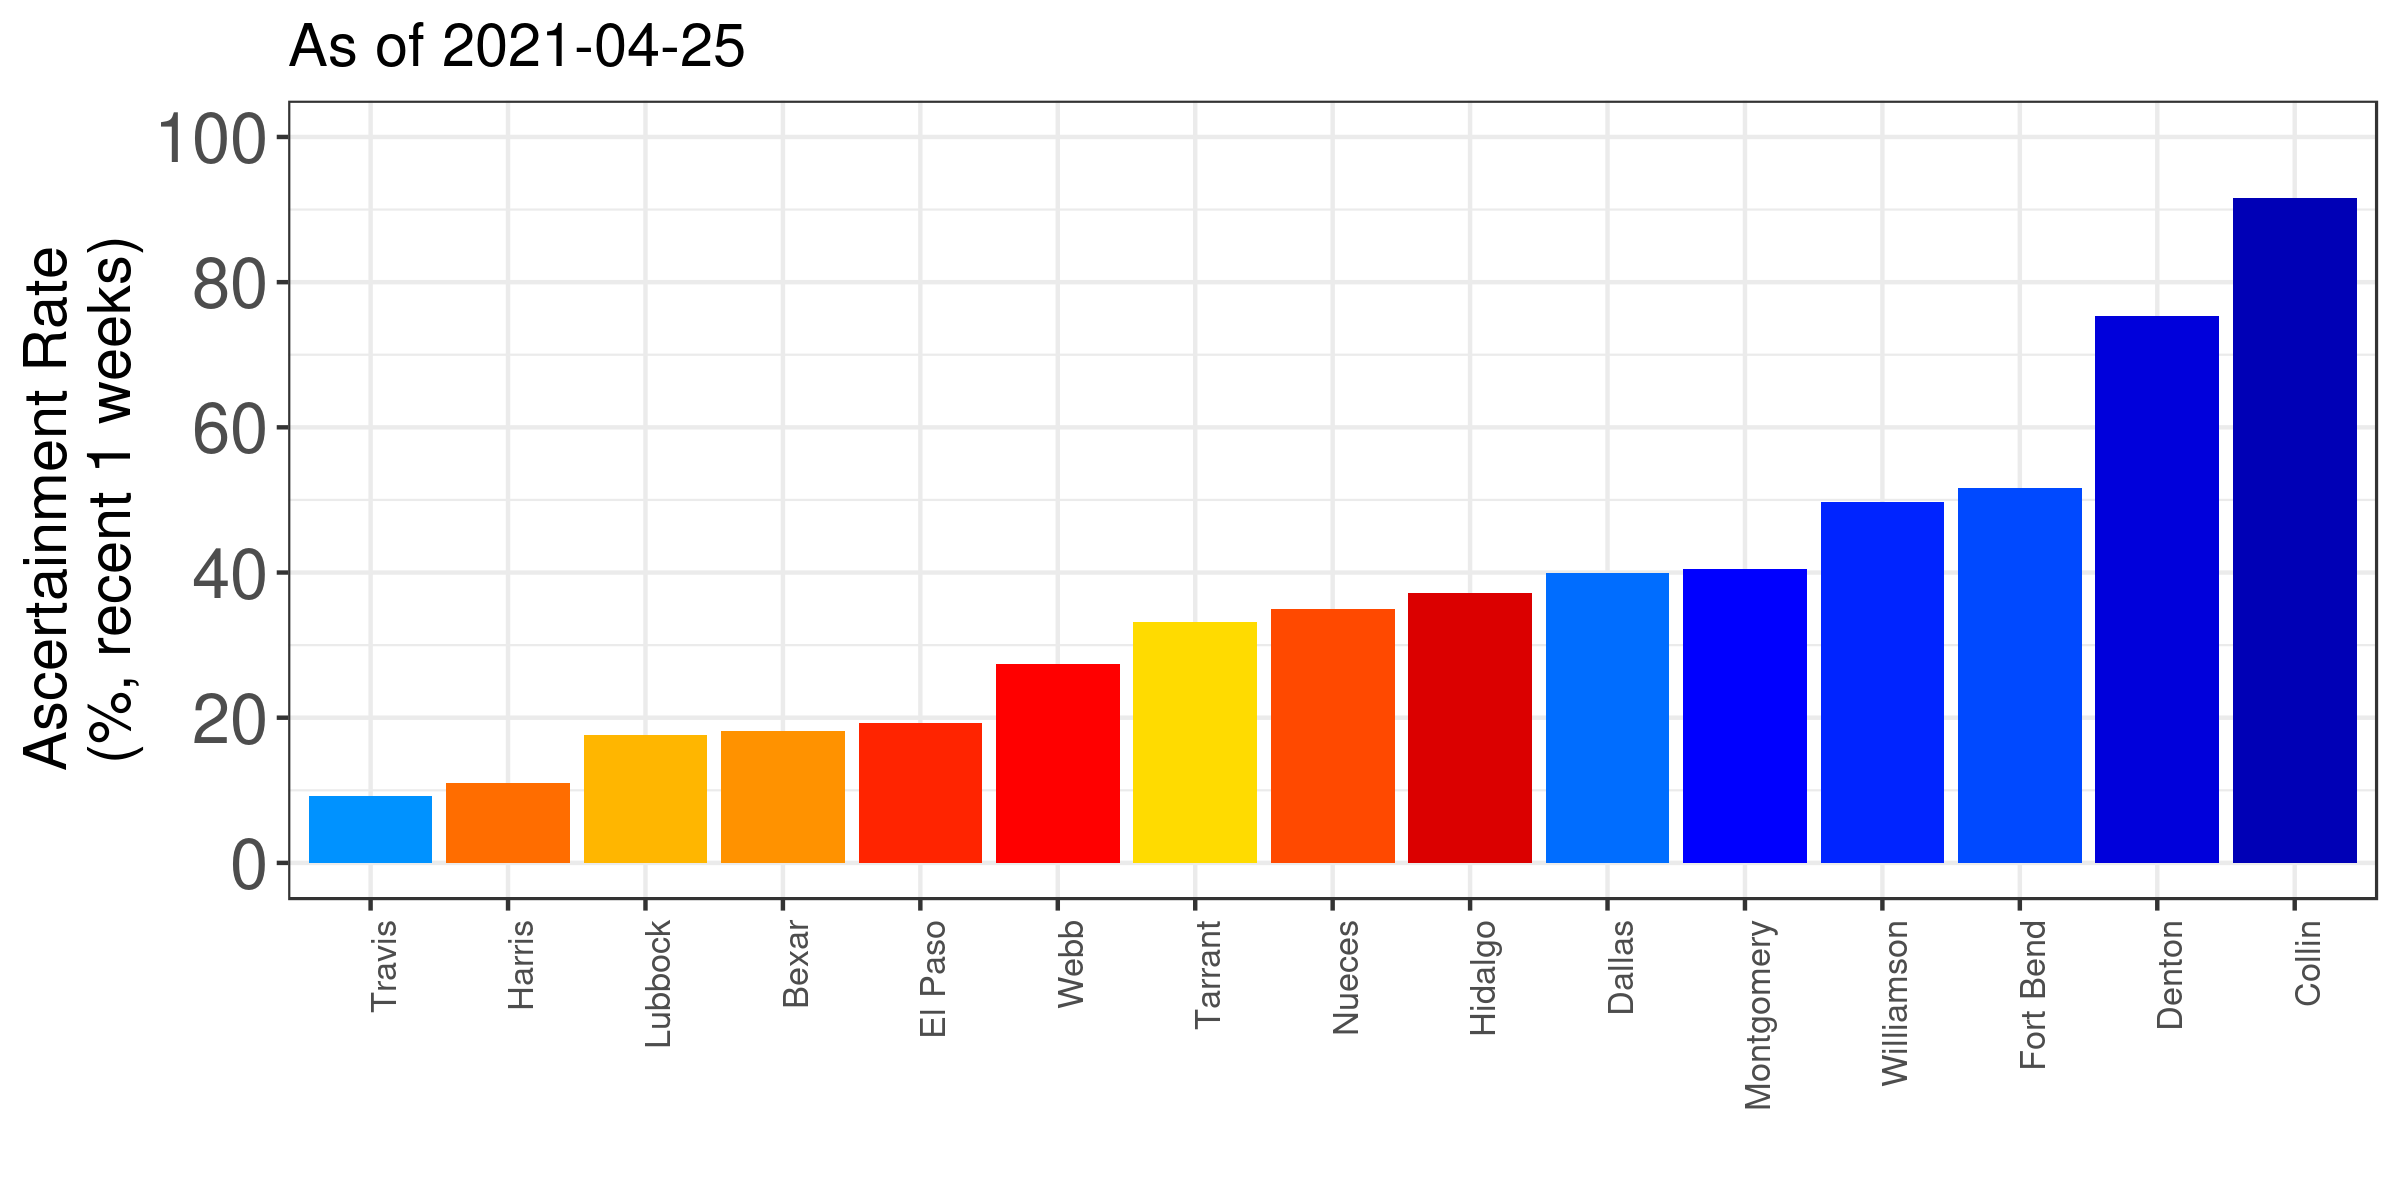 As of 2021-04-25
Ascertainment Rate
(%, recent 1 weeks)
100
80
60
40
20
0
Travis
Harris
Lubbock
Bexar
El Paso
Webb
Tarrant
Nueces
Hidalgo
Dallas
Montgomery
Williamson
Fort Bend
Denton
Collin